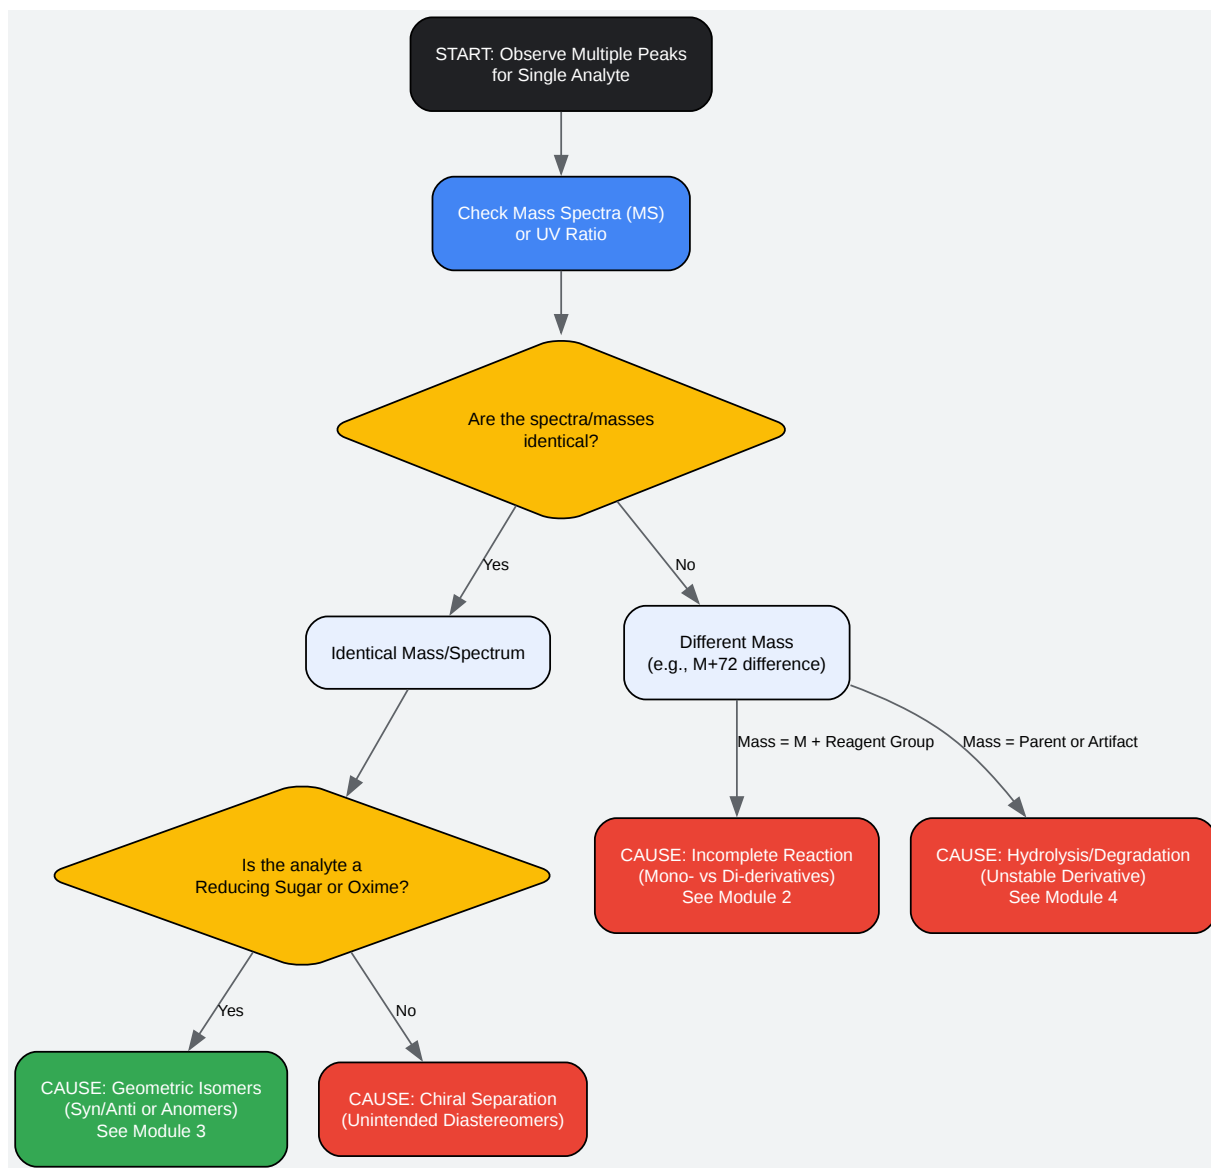 START: Observe Multiple Peaks
for Single Analyte
Check Mass Spectra (MS)
or UV Ratio
Are the spectra/masses
identical?
Yes
No
Identical Mass/Spectrum
Different Mass
(e.g., M+72 difference)
Mass = M + Reagent Group
Mass = Parent or Artifact
Is the analyte a
Reducing Sugar or Oxime?
CAUSE: Incomplete Reaction
(Mono- vs Di-derivatives)
See Module 2
CAUSE: Hydrolysis/Degradation
(Unstable Derivative)
See Module 4
Yes
No
CAUSE: Geometric Isomers
(Syn/Anti or Anomers)
See Module 3
CAUSE: Chiral Separation
(Unintended Diastereomers)